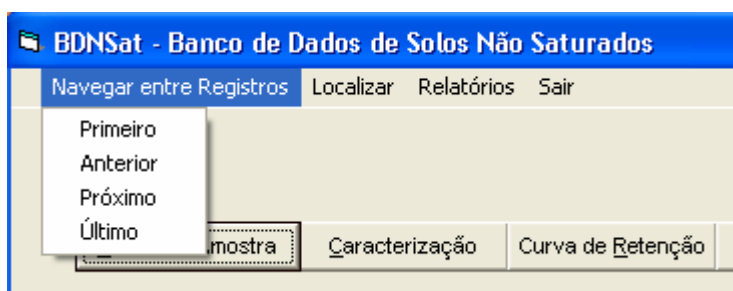 BDNSat - Banco de Dados de Solos Não Saturados
Navegar entre Registros Localizar Relatórios Sair
Primeiro
Anterior
Próximo
Último
Caracterização Curva de Retenção